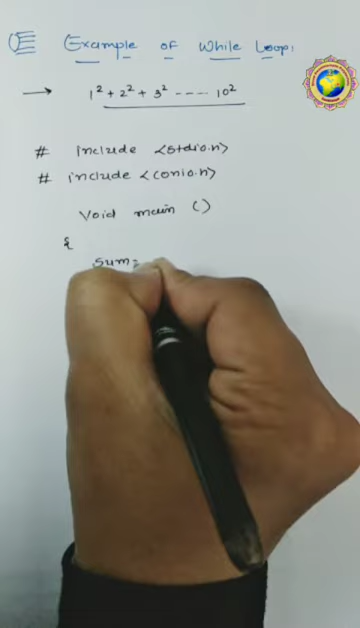 Example of While Loop:
→ 1² + 2² + 3² ---- 10²
# include <stdio.h>
# include <conio.h>
Void main ()
{
sum=